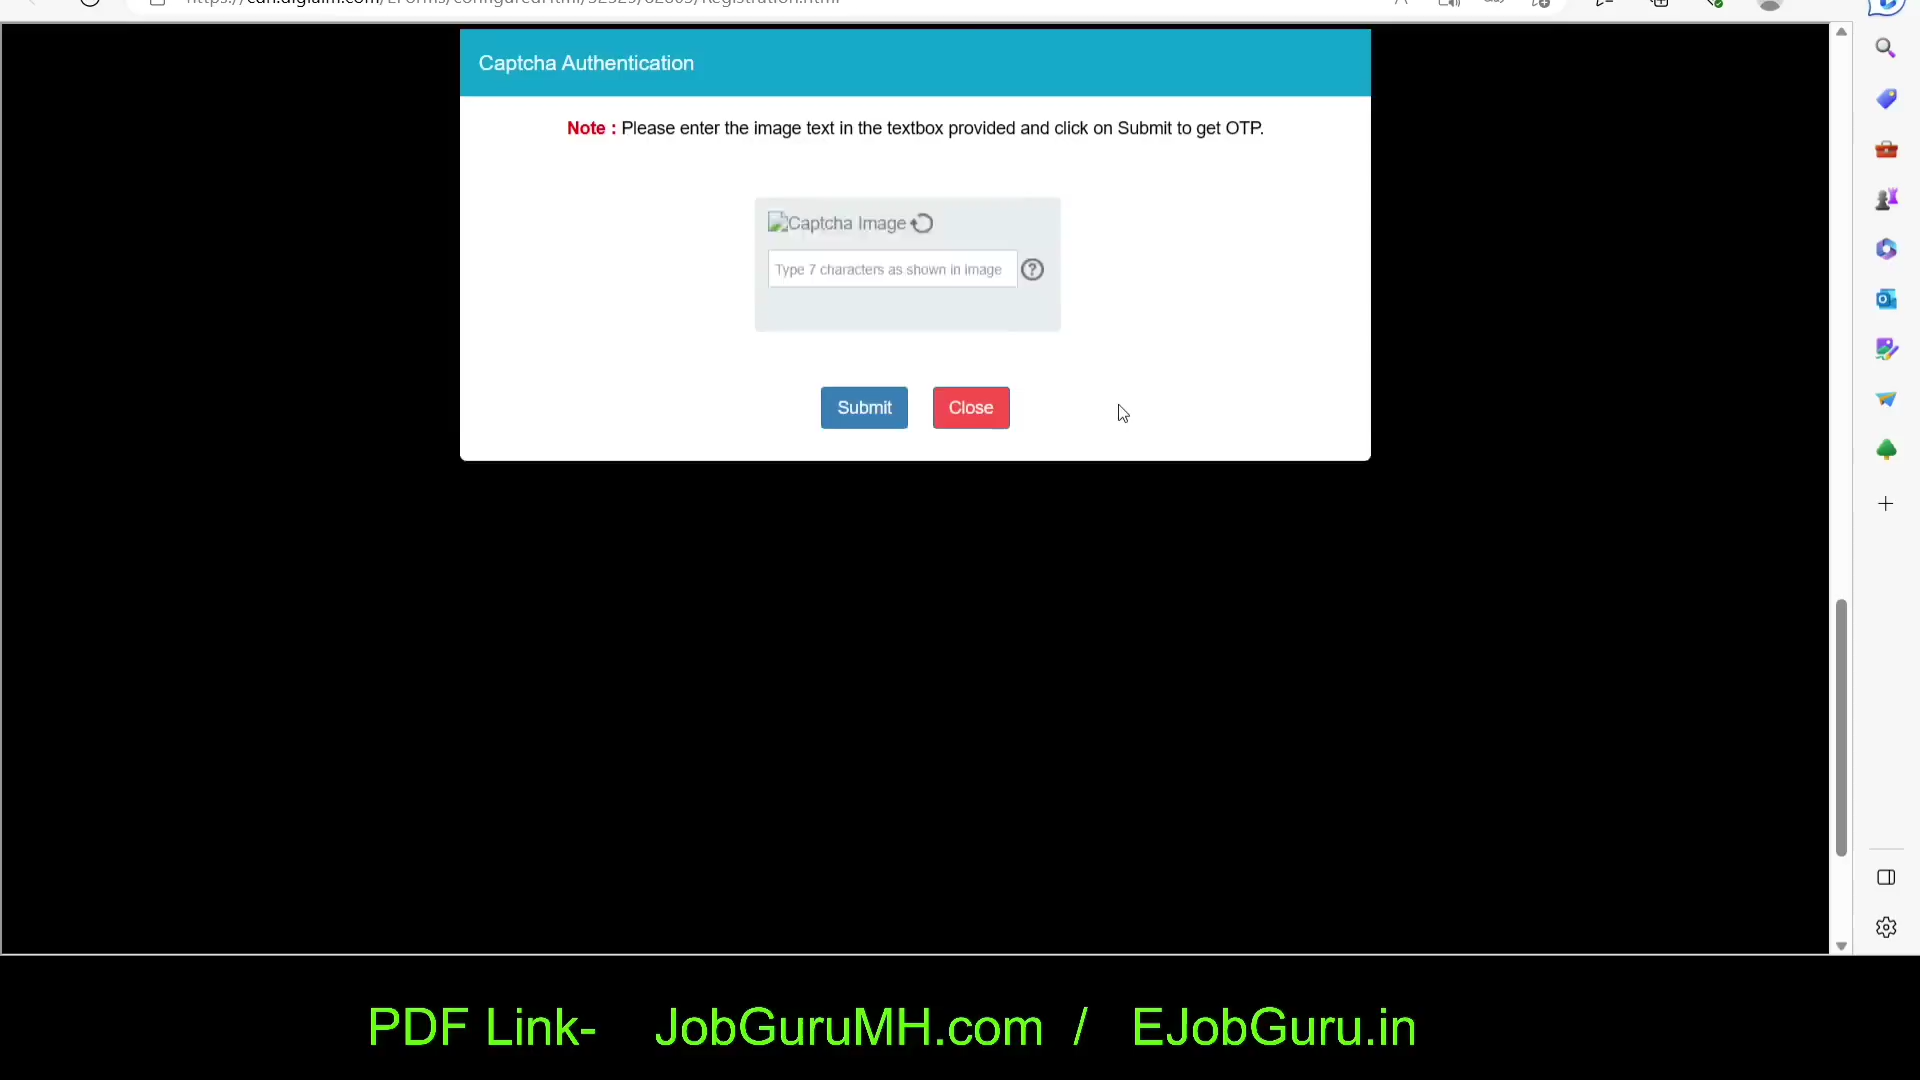 Captcha Authentication
Note : Please enter the image text in the textbox provided and click on Submit to get OTP.
Captcha Image
Type 7 characters as shown in image
Submit Close
PDF Link- JobGuruMH.com / EJobGuru.in